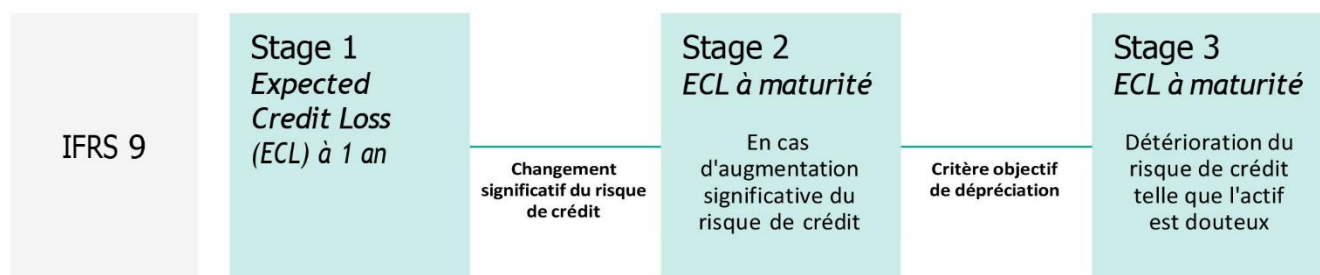 IFRS 9
Stage 1
Expected
Credit Loss
(ECL) à 1 an
Changement
significatif du risque
de crédit
Stage 2
ECL à maturité
En cas
d'augmentation
significative du
risque de crédit
Critère objectif
de dépréciation
Stage 3
ECL à maturité
Détérioration du
risque de crédit
telle que l'actif
est douteux